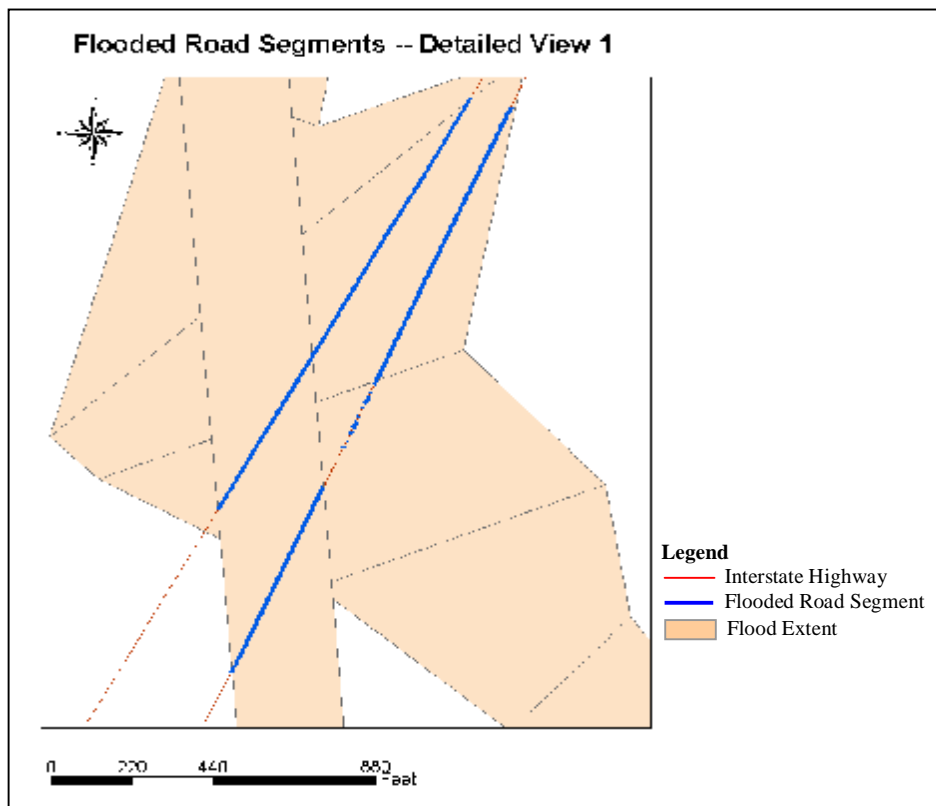 Flooded Road Segments -- Detailed View 1
Legend
Interstate Highway
Flooded Road Segment
Flood Extent
0 220 440 880
Feet